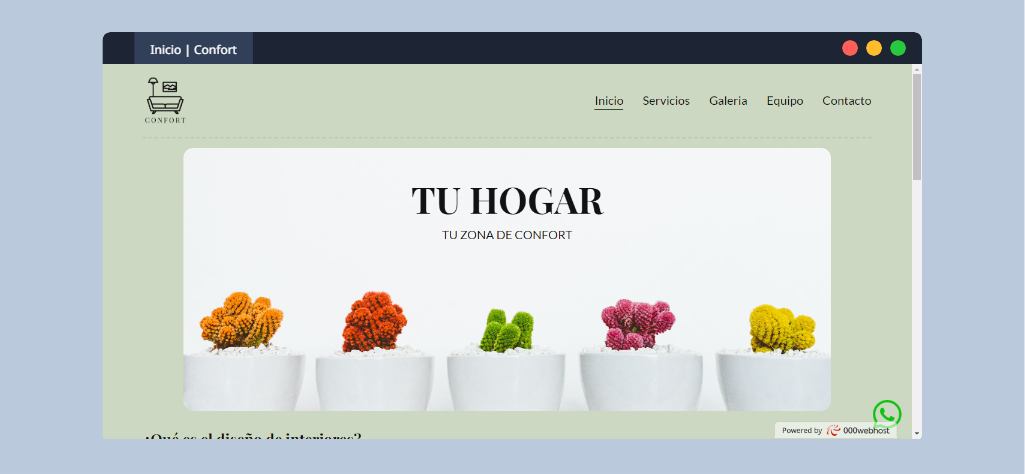 Inicio | Confort
CONFORT
Inicio Servicios Galeria Equipo Contacto
TU HOGAR
TU ZONA DE CONFORT
¿Qué es el diseño de interiores?
Powered by 000webhost